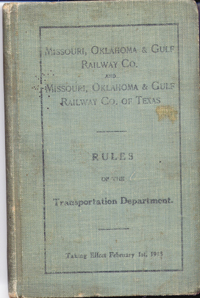 Missouri, Oklahoma & Gulf
Railway Co.
AND
Missouri, Oklahoma & Gulf
Railway Co. of Texas
RULES
OF THE
Transportation Department.
Taking Effect February 1st,